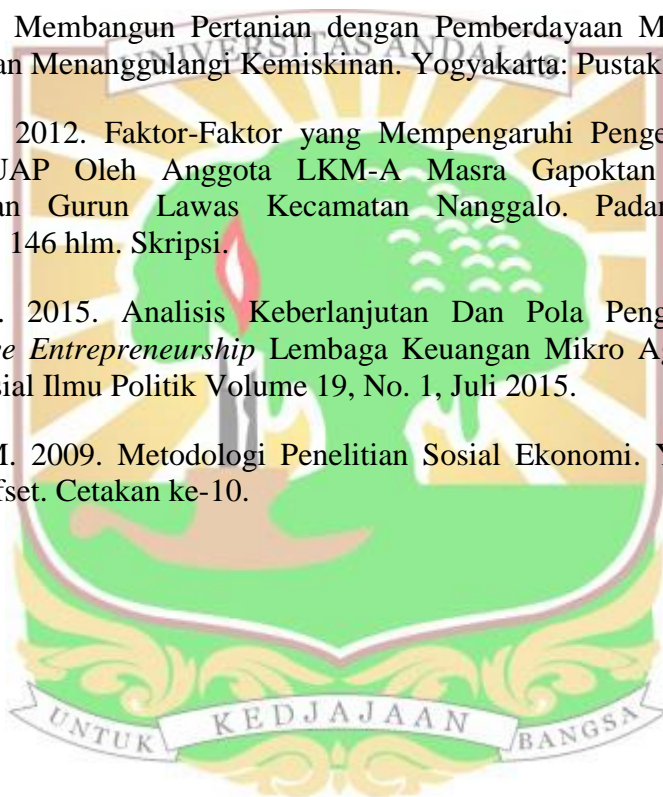 Membangun Pertanian dengan Pemberdayaan M
UNIVERSITAS ANDALAS
an Menanggulangi Kemiskinan. Yogyakarta: Pustak
2012. Faktor-Faktor yang Mempengaruhi Penge
UAP Oleh Anggota LKM-A Masra Gapoktan
an Gurun Lawas Kecamatan Nanggalo. Padar
146 hlm. Skripsi.
. 2015. Analisis Keberlanjutan Dan Pola Peng
e Entrepreneurship Lembaga Keuangan Mikro Ag
sial Ilmu Politik Volume 19, No. 1, Juli 2015.
M. 2009. Metodologi Penelitian Sosial Ekonomi. Y
fset. Cetakan ke-10.
UNTUK KEDJAJAAN BANGSA